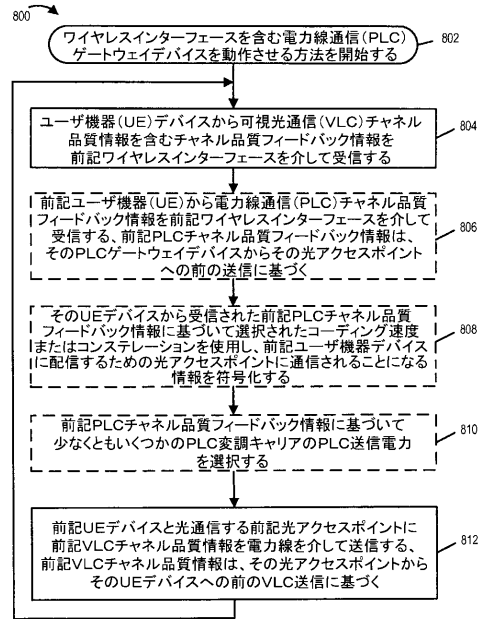 800
ワイヤレスインターフェースを含む電力線通信(PLC)
ゲートウェイデバイスを動作させる方法を開始する
802
ユーザ機器(UE)デバイスから可視光通信(VLC)チャネル
品質情報を含むチャネル品質フィードバック情報を
前記ワイヤレスインターフェースを介して受信する
804
前記ユーザ機器(UE)から電力線通信(PLC)チャネル品質
フィードバック情報を前記ワイヤレスインターフェースを介して
受信する、前記PLCチャネル品質フィードバック情報は、
そのPLCゲートウェイデバイスからその光アクセスポイント
への前の送信に基づく
806
そのUEデバイスから受信された前記PLCチャネル品質
フィードバック情報に基づいて選択されたコーディング速度
またはコンステレーションを使用し、前記ユーザ機器デバイス
に配信するための光アクセスポイントに通信されることになる
情報を符号化する
808
前記PLCチャネル品質フィードバック情報に基づいて
少なくともいくつかのPLC変調キャリアのPLC送信電力
を選択する
810
前記UEデバイスと光通信する前記光アクセスポイントに
前記VLCチャネル品質情報を電力線を介して送信する、
前記VLCチャネル品質情報は、その光アクセスポイントから
そのUEデバイスへの前のVLC送信に基づく
812